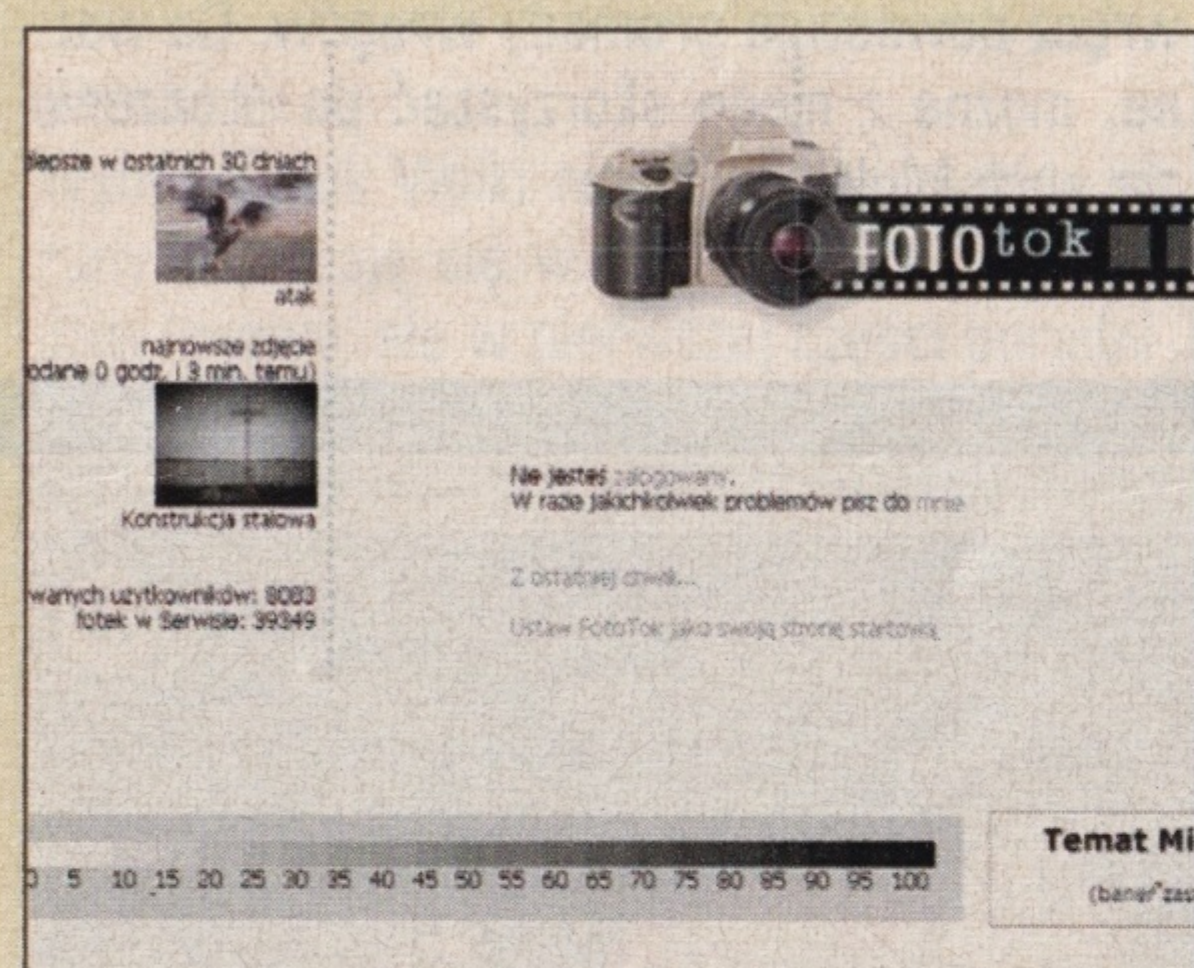 lepsze w ostatnich 30 dniach
atak
najnowsze zdjęcie
odane 0 godz. i 3 min. temu)
Konstrukcja stalowa
wanych użytkowników: 8083
fotek w Serwisie: 39349
FOTOtok
Nie jesteś zalogowany.
W razie jakichkolwiek problemów pisz do mnie
Z ostatniej chwili...
Ustaw FotoTok jako swoją stronę startową
0 5 10 15 20 25 30 35 40 45 50 55 60 65 70 75 80 85 90 95 100
Temat Mi
(baner zas